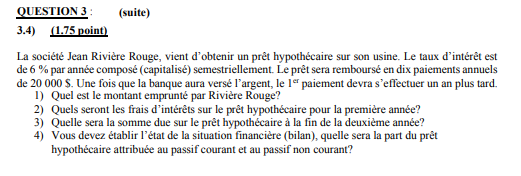 QUESTION 3 : (suite)
3.4) (1.75 point)
La société Jean Rivière Rouge, vient d'obtenir un prêt hypothécaire sur son usine. Le taux d'intérêt est
de 6 % par année composé (capitalisé) semestriellement. Le prêt sera remboursé en dix paiements annuels
de 20 000 $. Une fois que la banque aura versé l'argent, le 1er paiement devra s'effectuer un an plus tard.
1) Quel est le montant emprunté par Rivière Rouge?
2) Quels seront les frais d'intérêts sur le prêt hypothécaire pour la première année?
3) Quelle sera la somme due sur le prêt hypothécaire à la fin de la deuxième année?
4) Vous devez établir l'état de la situation financière (bilan), quelle sera la part du prêt
hypothécaire attribuée au passif courant et au passif non courant?